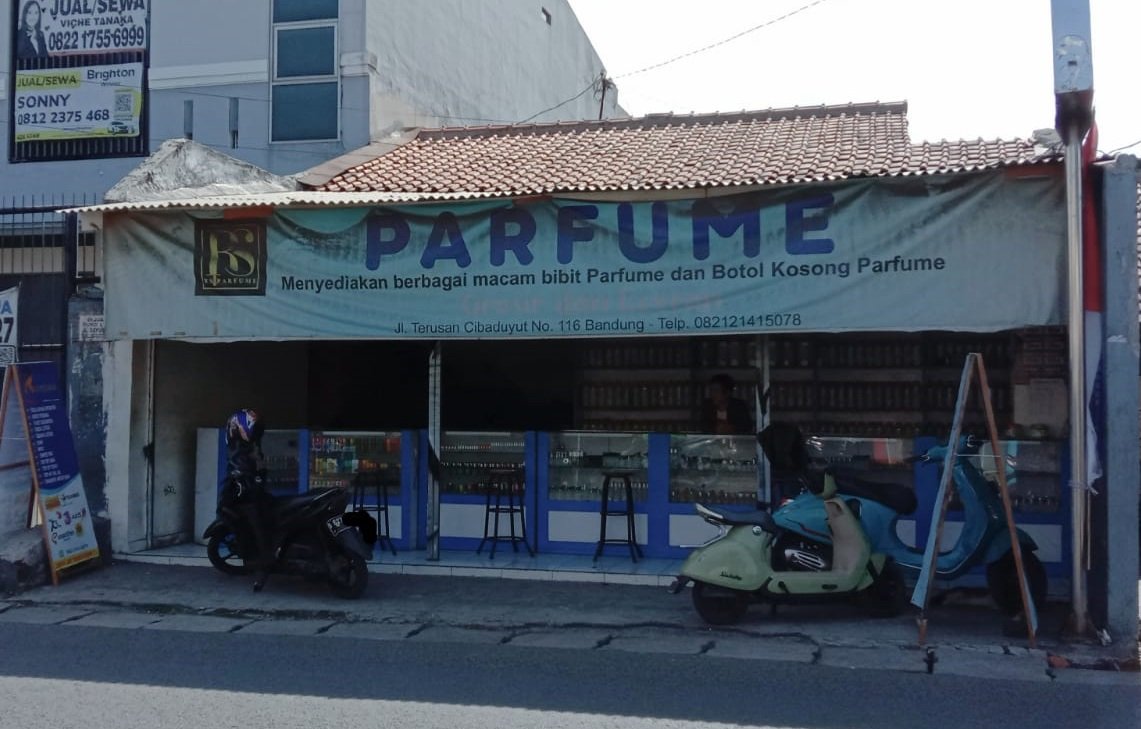 JUAL/SEWA
VICHE TANAKA
0822 1755 6999
JUAL/SEWA Brighton
SONNY
0812 2375 468
PARFUME
PS
Menyediakan berbagai macam bibit Parfume dan Botol Kosong Parfume
Jl. Terusan Cibaduyut No. 116 Bandung - Telp. 082121415078